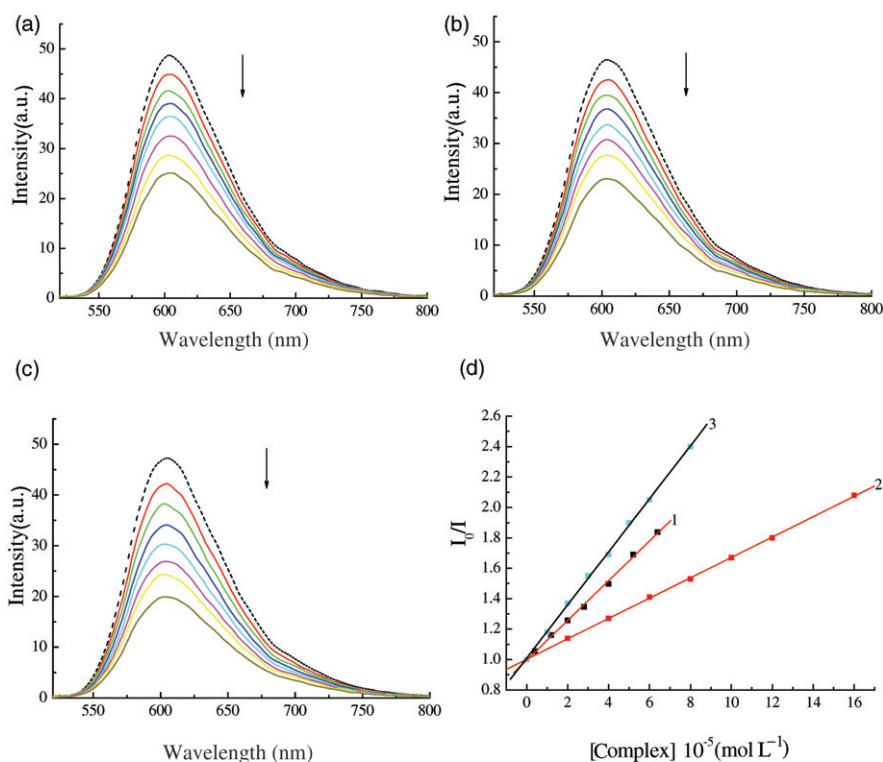 (a)
50
40
30
20
10
0
Intensity(a.u.)
550 600 650 700 750 800
Wavelength (nm)
(b)
50
40
30
20
10
0
Intensity(a.u.)
550 600 650 700 750 800
Wavelength (nm)
(c)
50
40
30
20
10
0
Intensity(a.u.)
550 600 650 700 750 800
Wavelength (nm)
(d)
2.6
2.4
2.2
2.0
1.8
1.6
1.4
1.2
1.0
0.8
I₀/I
3
1
2
0 2 4 6 8 10 12 14 16
[Complex] 10⁻⁵(mol L⁻¹)